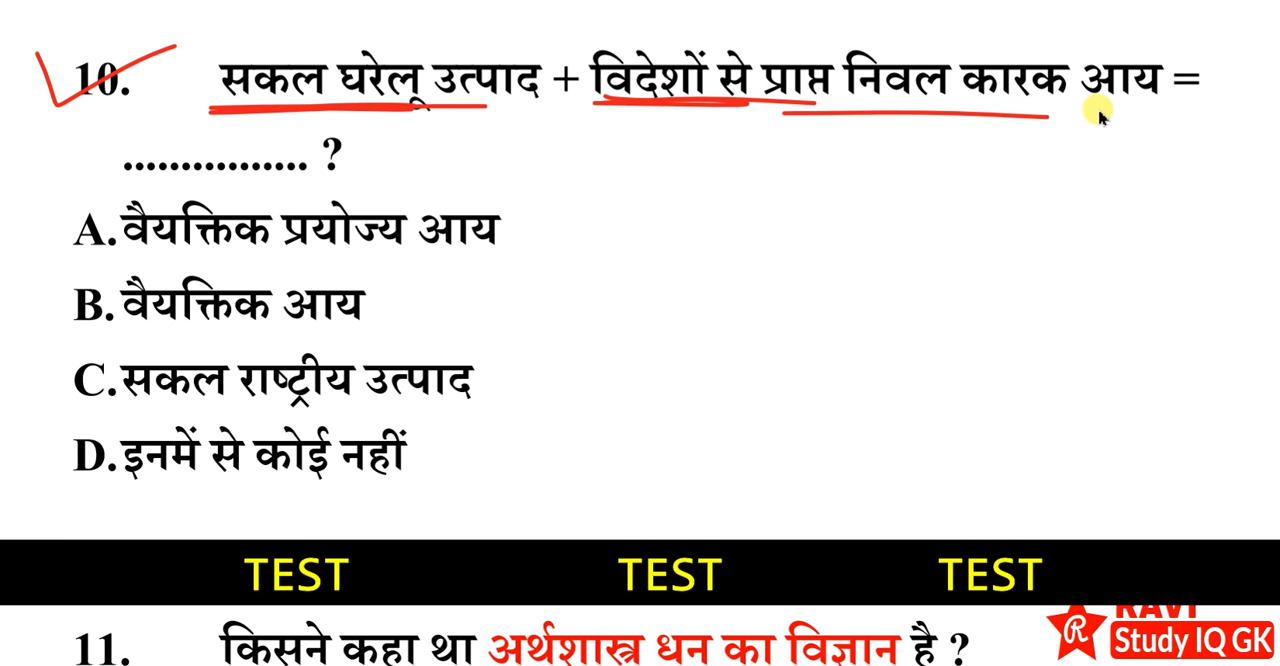 10. सकल घरेलू उत्पाद + विदेशों से प्राप्त निवल कारक आय =
................ ?
A. वैयक्तिक प्रयोज्य आय
B. वैयक्तिक आय
C. सकल राष्ट्रीय उत्पाद
D. इनमें से कोई नहीं
TEST TEST TEST
RAVI
11. किसने कहा था अर्थशास्त्र धन का विज्ञान है ?
R Study IQ GK